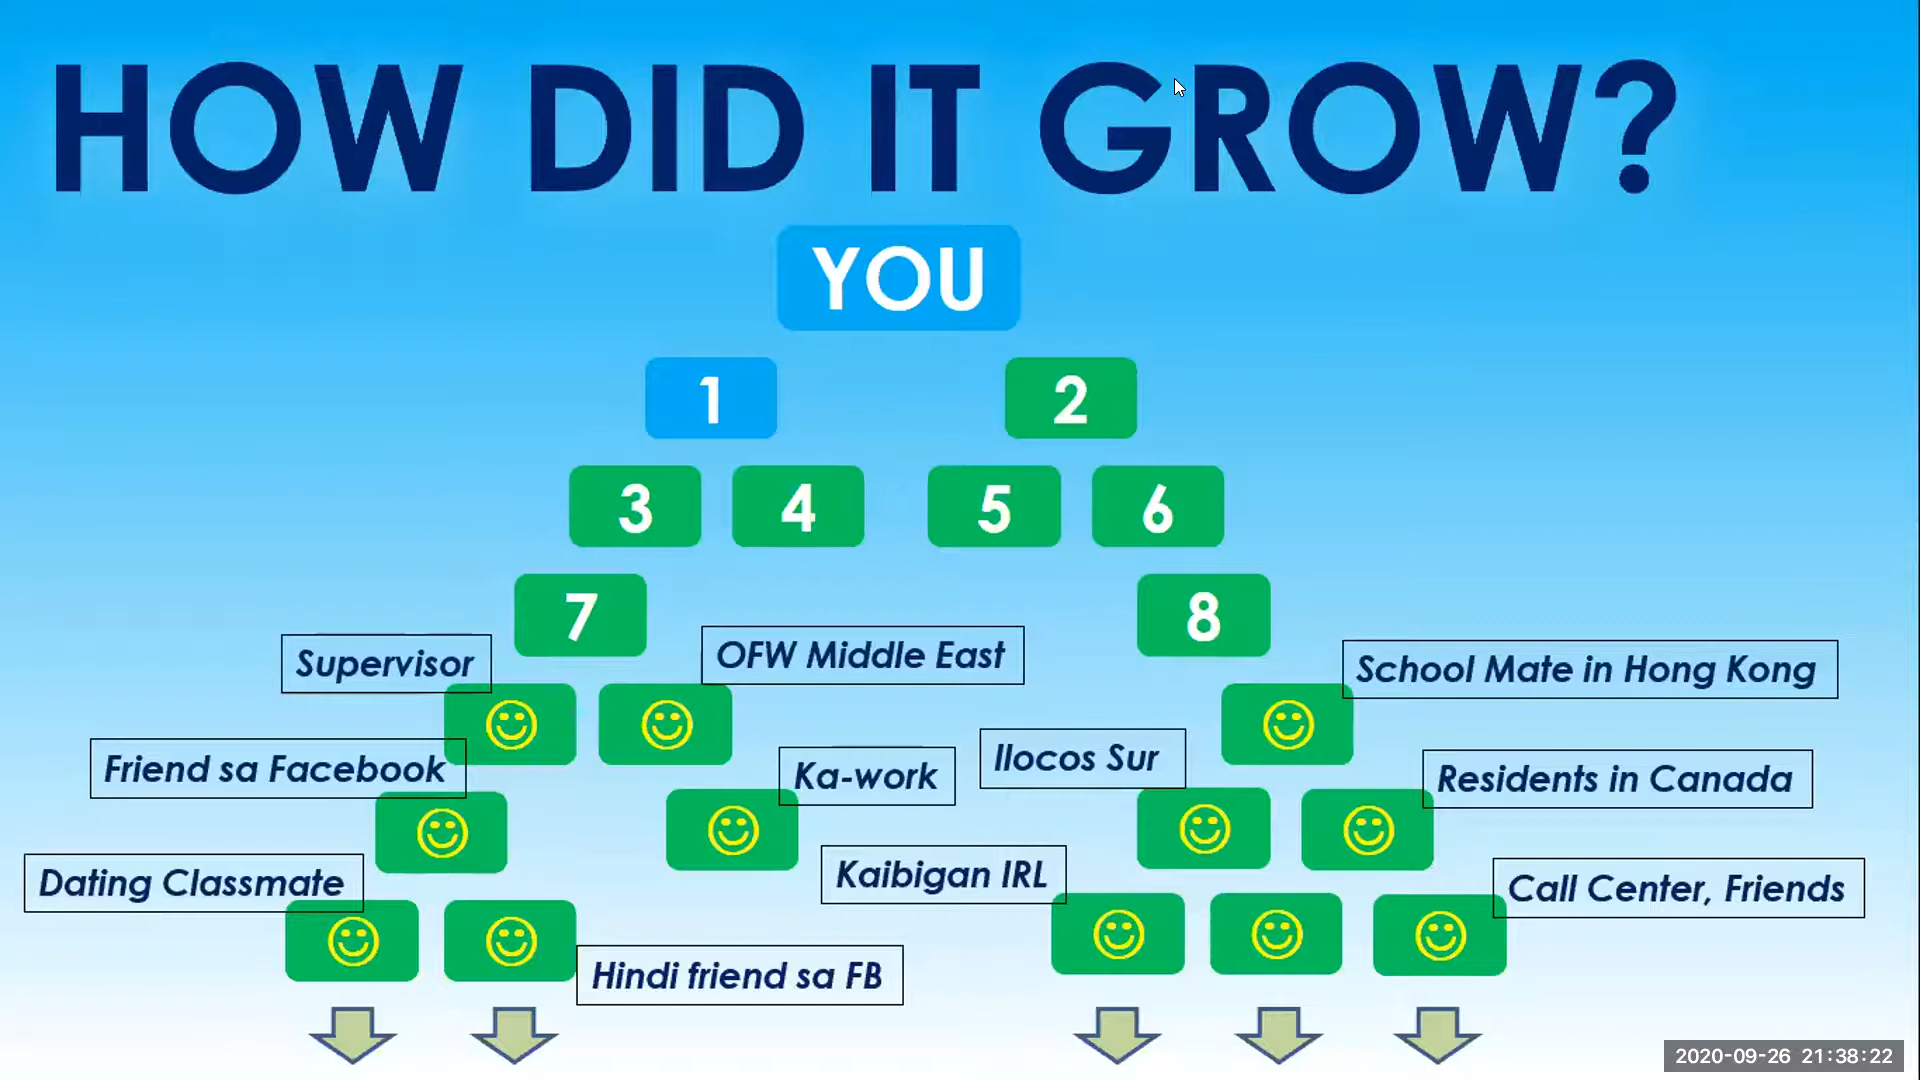 HOW DID IT GROW?
YOU
1 2
3 4 5 6
7 8
Supervisor
OFW Middle East
School Mate in Hong Kong
Friend sa Facebook
Ka-work
Ilocos Sur
Residents in Canada
Dating Classmate
Kaibigan IRL
Call Center, Friends
Hindi friend sa FB
2020-09-26 21:38:22